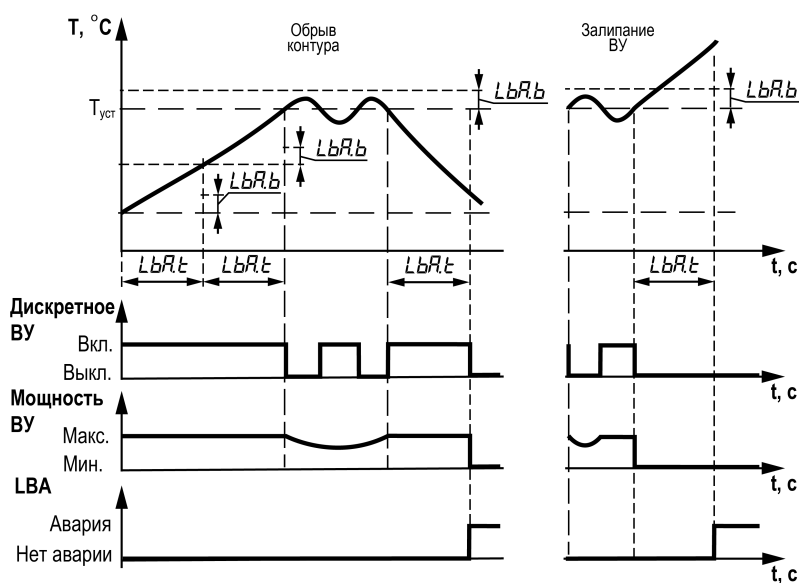 T, °C
Обрыв
контура
Залипание
ВУ
LbA.b
LbA.b
Tуст
LbA.b
LbA.b
LbA.t
LbA.t
LbA.t
LbA.t
t, c
Дискретное
ВУ
Вкл.
Выкл.
t, c
Мощность
ВУ
Макс.
Мин.
t, c
LBA
Авария
Нет аварии
t, c